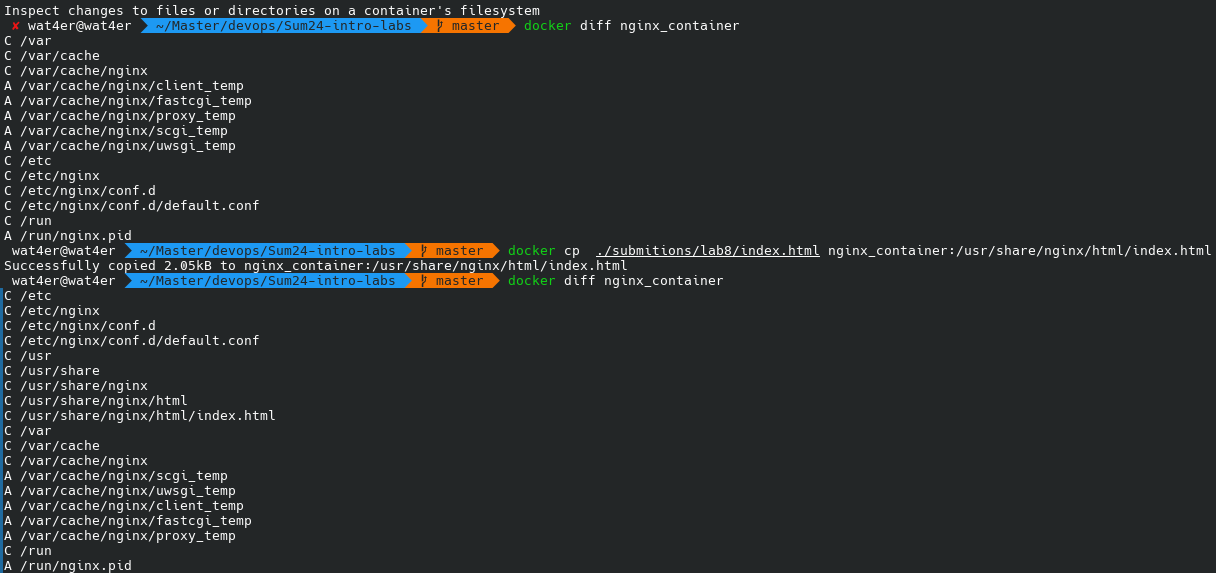 Inspect changes to files or directories on a container's filesystem
✘ wat4er@wat4er ~/Master/devops/Sum24-intro-labs master docker diff nginx_container
C /var
C /var/cache
C /var/cache/nginx
A /var/cache/nginx/client_temp
A /var/cache/nginx/fastcgi_temp
A /var/cache/nginx/proxy_temp
A /var/cache/nginx/scgi_temp
A /var/cache/nginx/uwsgi_temp
C /etc
C /etc/nginx
C /etc/nginx/conf.d
C /etc/nginx/conf.d/default.conf
C /run
A /run/nginx.pid
wat4er@wat4er ~/Master/devops/Sum24-intro-labs master docker cp ./submitions/lab8/index.html nginx_container:/usr/share/nginx/html/index.html
Successfully copied 2.05kB to nginx_container:/usr/share/nginx/html/index.html
wat4er@wat4er ~/Master/devops/Sum24-intro-labs master docker diff nginx_container
C /etc
C /etc/nginx
C /etc/nginx/conf.d
C /etc/nginx/conf.d/default.conf
C /usr
C /usr/share
C /usr/share/nginx
C /usr/share/nginx/html
C /usr/share/nginx/html/index.html
C /var
C /var/cache
C /var/cache/nginx
A /var/cache/nginx/scgi_temp
A /var/cache/nginx/uwsgi_temp
A /var/cache/nginx/client_temp
A /var/cache/nginx/fastcgi_temp
A /var/cache/nginx/proxy_temp
C /run
A /run/nginx.pid